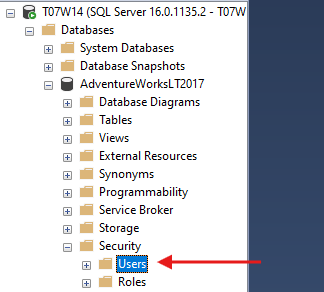 T07W14 (SQL Server 16.0.1135.2 - T07W14
Databases
System Databases
Database Snapshots
AdventureWorksLT2017
Database Diagrams
Tables
Views
External Resources
Synonyms
Programmability
Service Broker
Storage
Security
Users
Roles